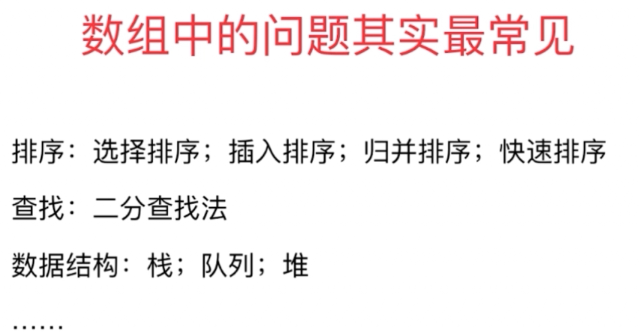 数组中的问题其实最常见
排序：选择排序；插入排序；归并排序；快速排序
查找：二分查找法
数据结构：栈；队列；堆
……